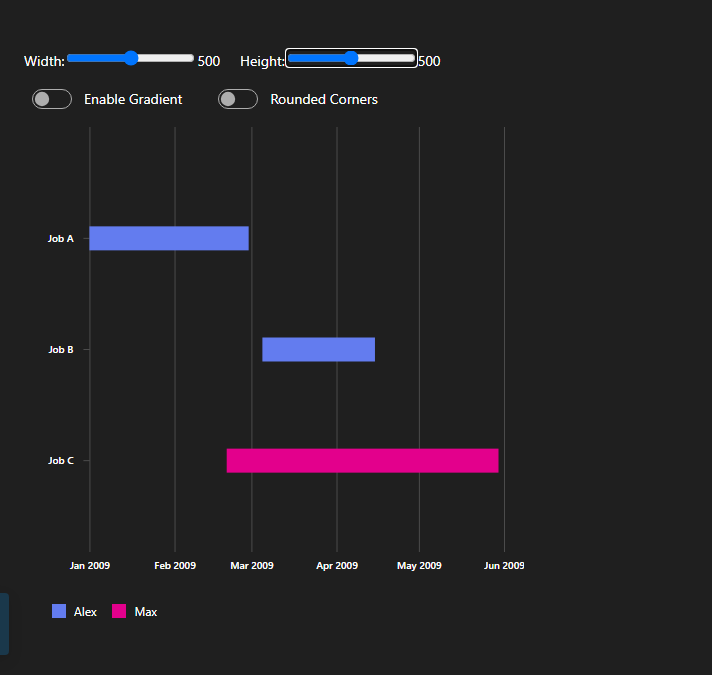 Width: 500 Height: 500
Enable Gradient Rounded Corners
Job A
Job B
Job C
Jan 2009 Feb 2009 Mar 2009 Apr 2009 May 2009 Jun 2009
Alex Max